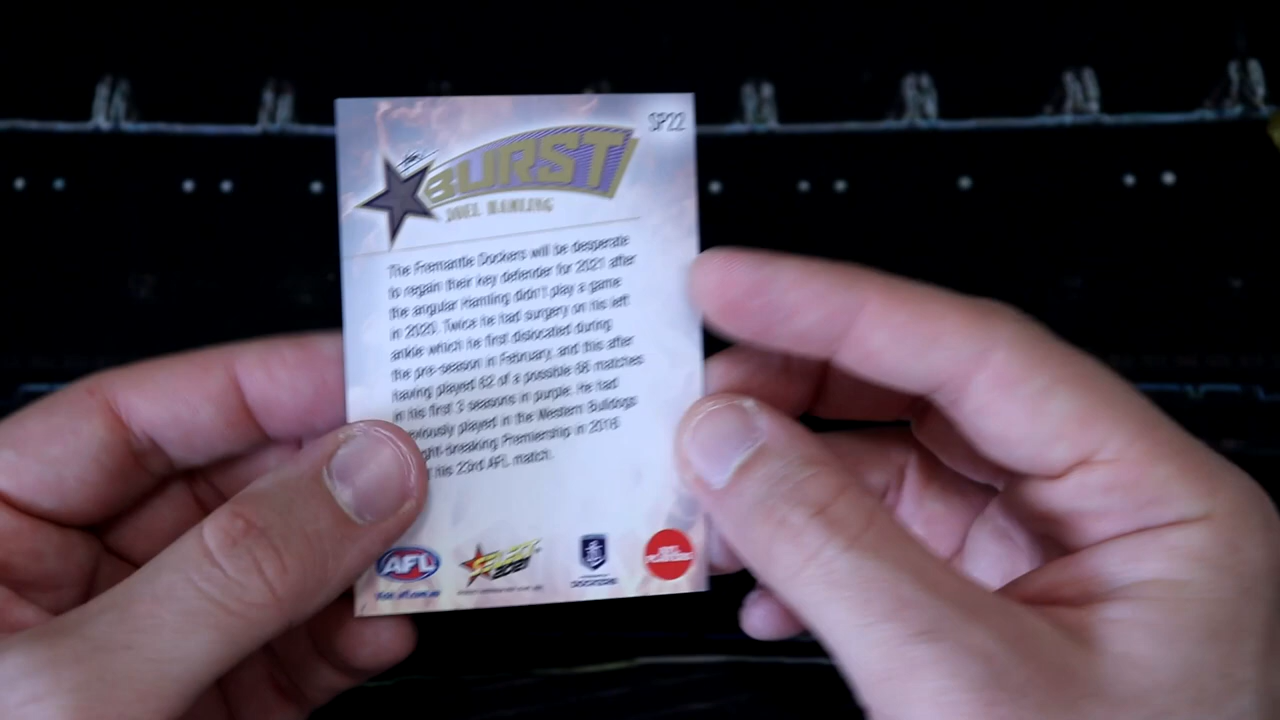 SP22
BURST
JOEL HAMLING
The Fremantle Dockers will be desperate
to regain their key defender for 2021 after
the angular Hamling didn't play a game
in 2020. Twice he had surgery on his left
ankle which he first dislocated during
the pre-season in February, and this after
having played 62 of a possible 66 matches
in his first 3 seasons in purple. He had
viously played in the Western Bulldogs
ght-breaking Premiership in 2016
his 23rd AFL match.
AFL
SELECT
DOCKERS